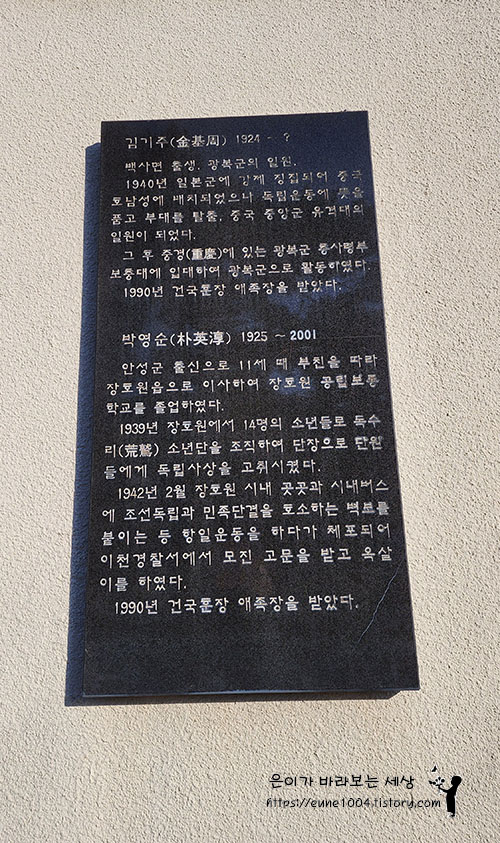 김기주(金基周) 1924 - ?
백사면 출생. 광복군의 일원.
1940년 일본군에 강제 징집되어 중국
호남성에 배치되었으나 독립운동에 뜻을
품고 부대를 탈출, 중국 중앙군 유격대의
일원이 되었다.
그 후 중경(重慶)에 있는 광복군 총사령부
보충대에 입대하여 광복군으로 활동하였다.
1990년 건국훈장 애족장을 받았다.
박영순(朴英淳) 1925 ~ 2001
안성군 출신으로 11세 때 부친을 따라
장호원읍으로 이사하여 장호원 공립보통
학교를 졸업하였다.
1939년 장호원에서 14명의 소년들로 독수
리(荒鷲) 소년단을 조직하여 단장으로 단원
들에게 독립사상을 고취시켰다.
1942년 2월 장호원 시내 곳곳과 시내버스
에 조선독립과 민족단결을 호소하는 벽보를
붙이는 등 항일운동을 하다가 체포되어
이천경찰서에서 모진 고문을 받고 옥살
이를 하였다.
1990년 건국훈장 애족장을 받았다.
은이가 바라보는 세상
https://eune1004.tistory.com